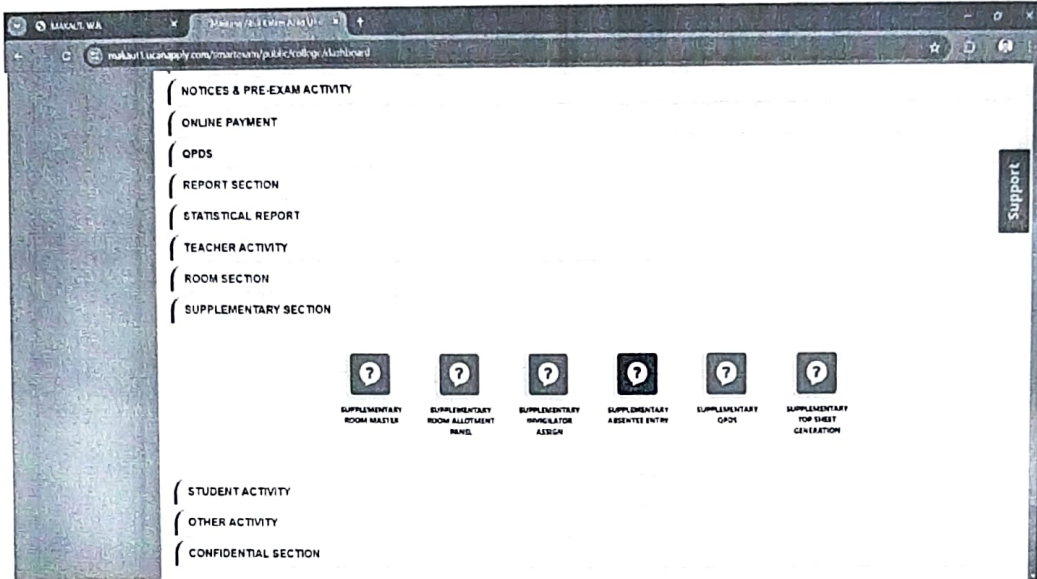 MAKAUT, W.B.
makaut1.ucanapply.com/smartexam/public/college/dashboard
NOTICES & PRE-EXAM ACTIVITY
ONLINE PAYMENT
QPDS
REPORT SECTION
STATISTICAL REPORT
TEACHER ACTIVITY
ROOM SECTION
SUPPLEMENTARY SECTION
Support
SUPPLEMENTARY
ROOM MASTER
SUPPLEMENTARY
ROOM ALLOTMENT
PANEL
SUPPLEMENTARY
INVIGILATOR
ASSIGN
SUPPLEMENTARY
ABSENTEE ENTRY
SUPPLEMENTARY
QPDS
SUPPLEMENTARY
TOP SHEET
GENERATION
STUDENT ACTIVITY
OTHER ACTIVITY
CONFIDENTIAL SECTION